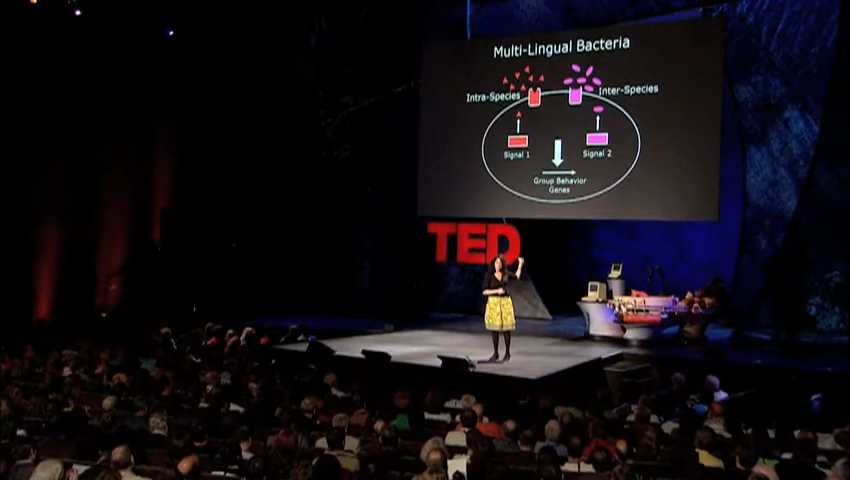 Multi-Lingual Bacteria
Intra-Species
Inter-Species
Signal 1
Signal 2
Group Behavior
Genes
TED